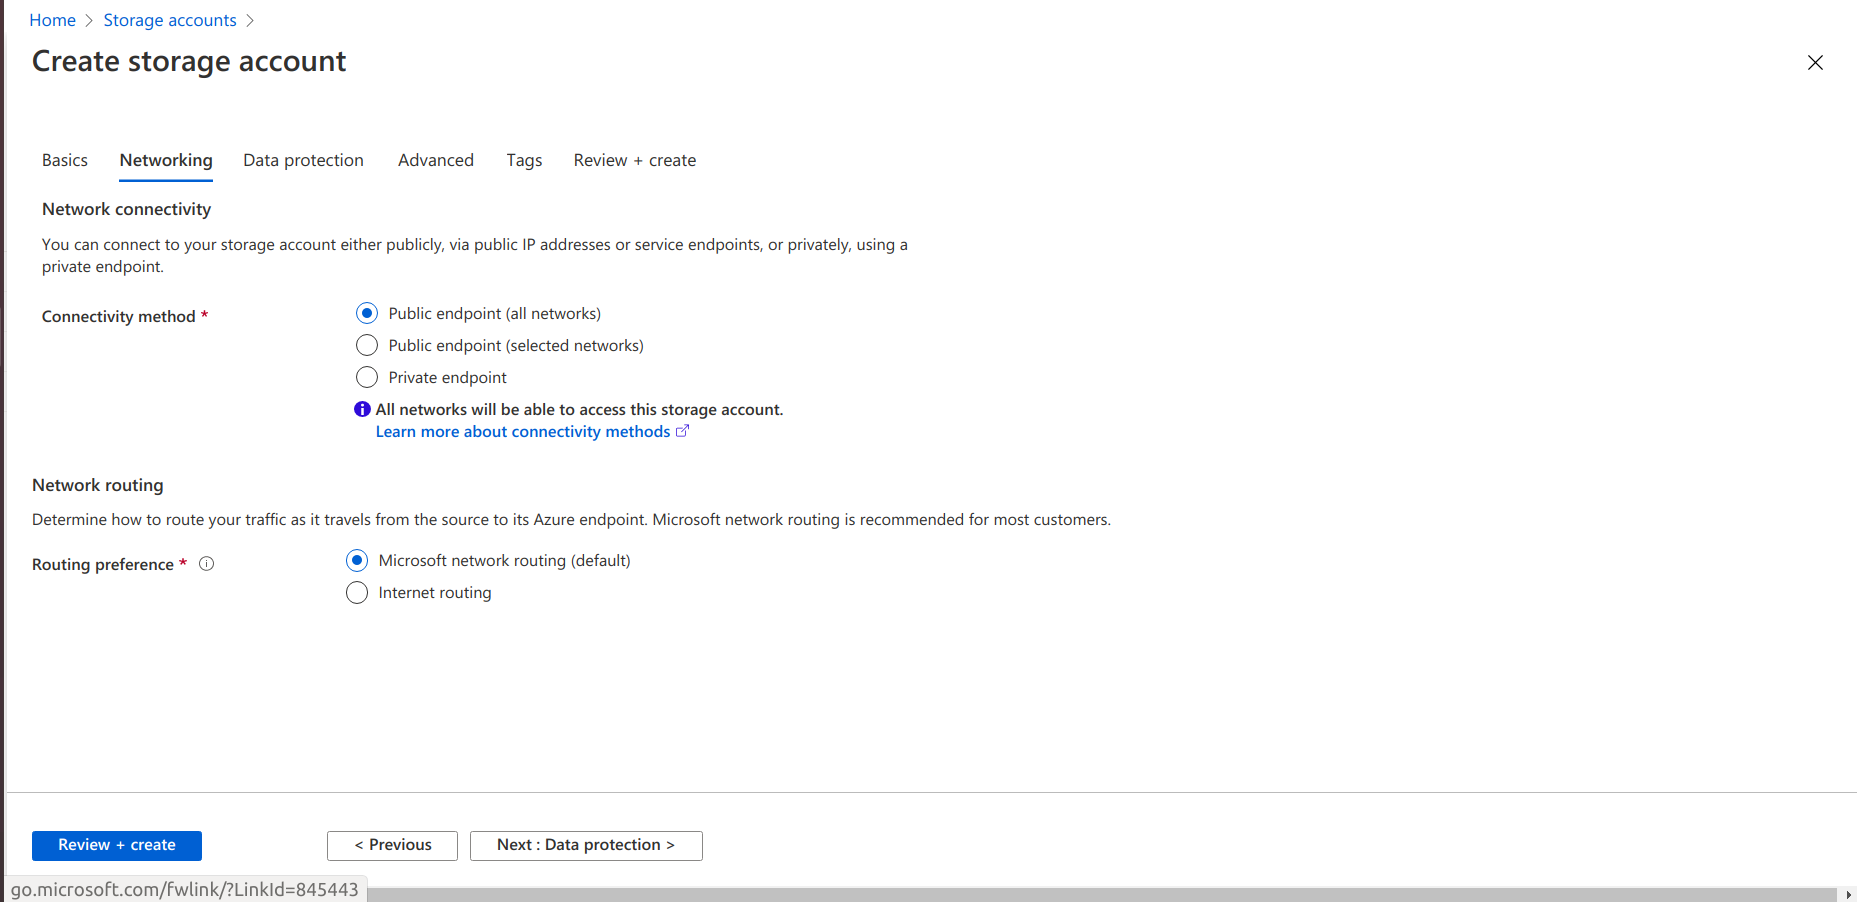 Home > Storage accounts >
Create storage account
Basics Networking Data protection Advanced Tags Review + create
Network connectivity
You can connect to your storage account either publicly, via public IP addresses or service endpoints, or privately, using a
private endpoint.
Connectivity method *
Public endpoint (all networks)
Public endpoint (selected networks)
Private endpoint
All networks will be able to access this storage account.
Learn more about connectivity methods
Network routing
Determine how to route your traffic as it travels from the source to its Azure endpoint. Microsoft network routing is recommended for most customers.
Routing preference *
Microsoft network routing (default)
Internet routing
Review + create < Previous Next : Data protection >
go.microsoft.com/fwlink/?LinkId=845443